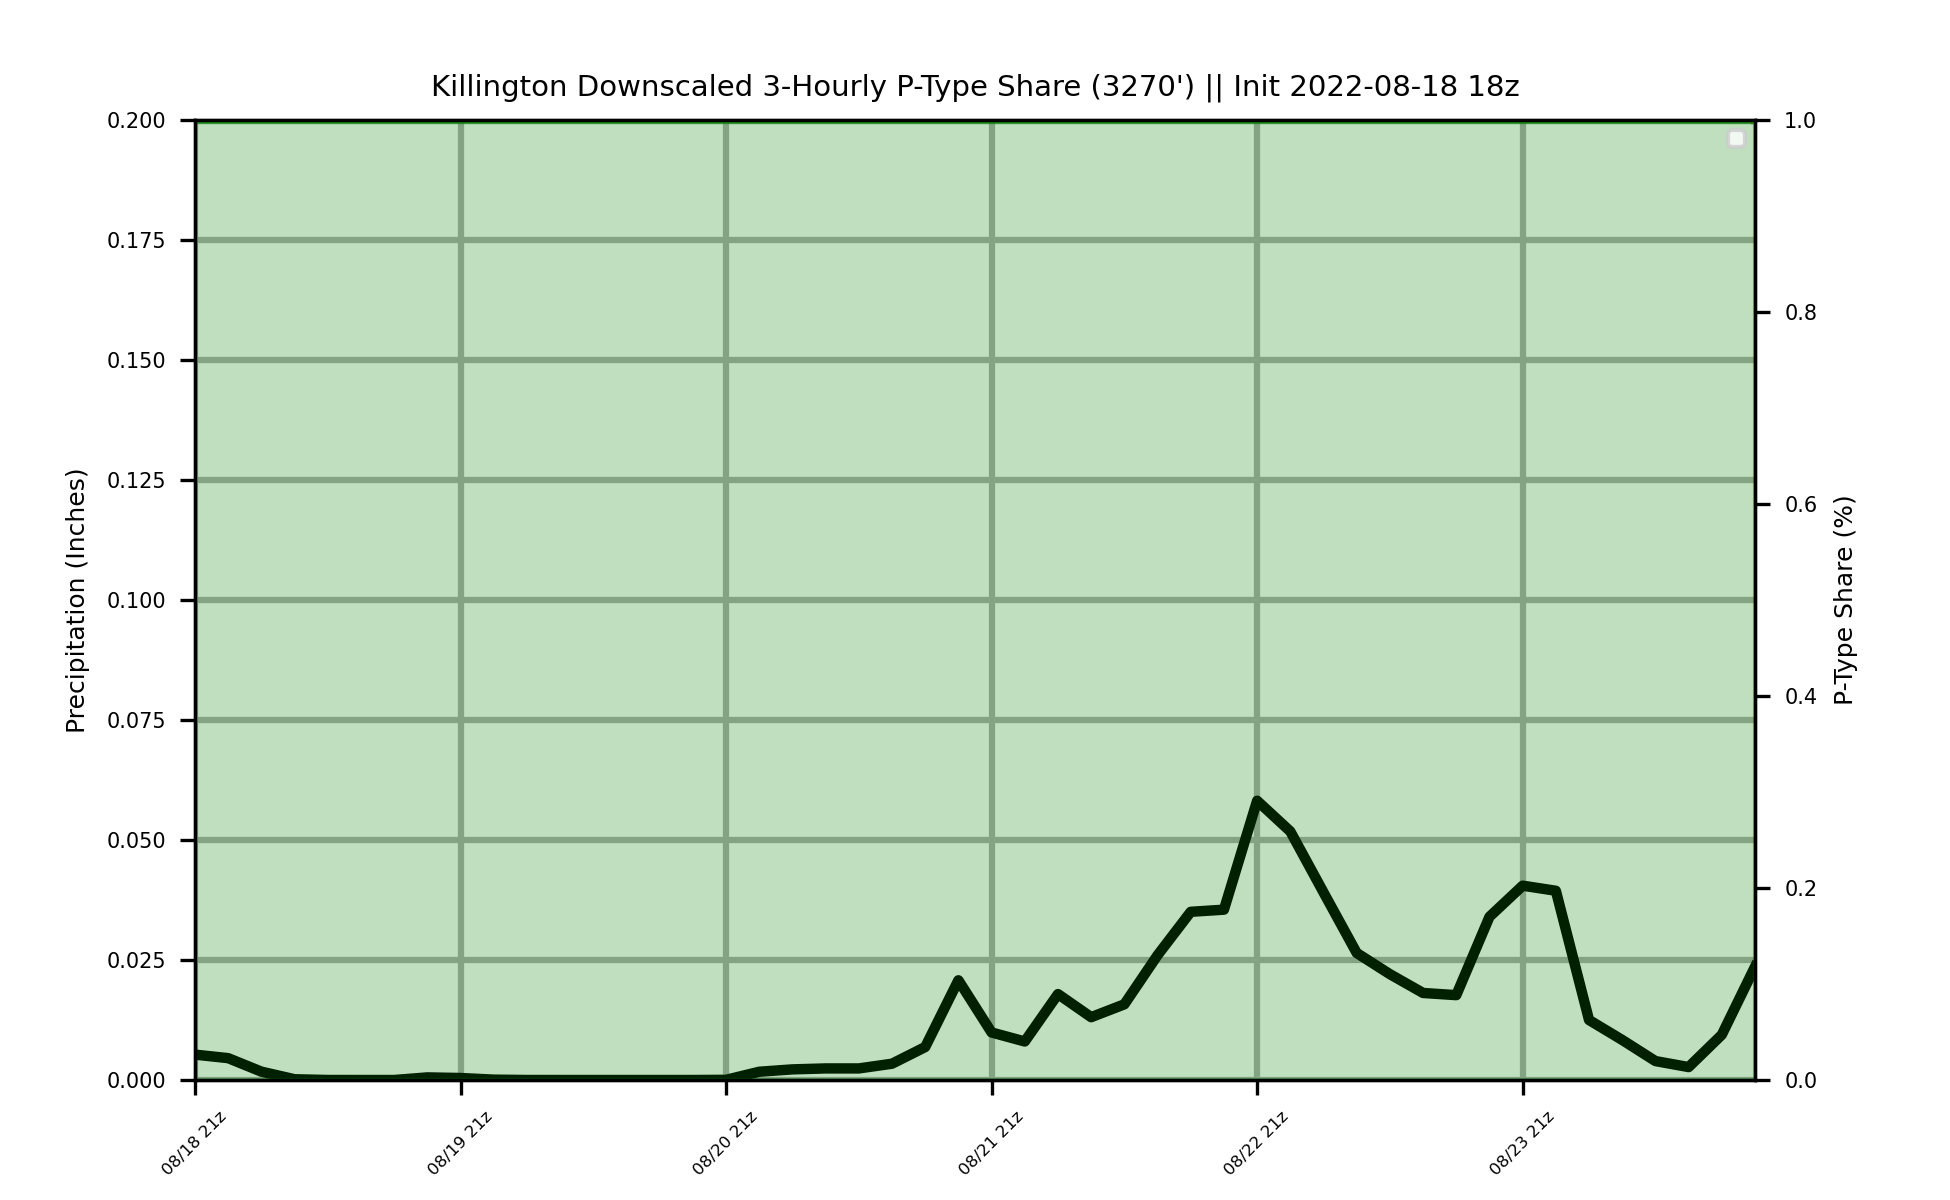 Killington Downscaled 3-Hourly P-Type Share (3270') || Init 2022-08-18 18z
0.200
0.175
0.150
0.125
0.100
0.075
0.050
0.025
0.000
Precipitation (Inches)
1.0
0.8
0.6
0.4
0.2
0.0
P-Type Share (%)
08/18 21z
08/19 21z
08/20 21z
08/21 21z
08/22 21z
08/23 21z